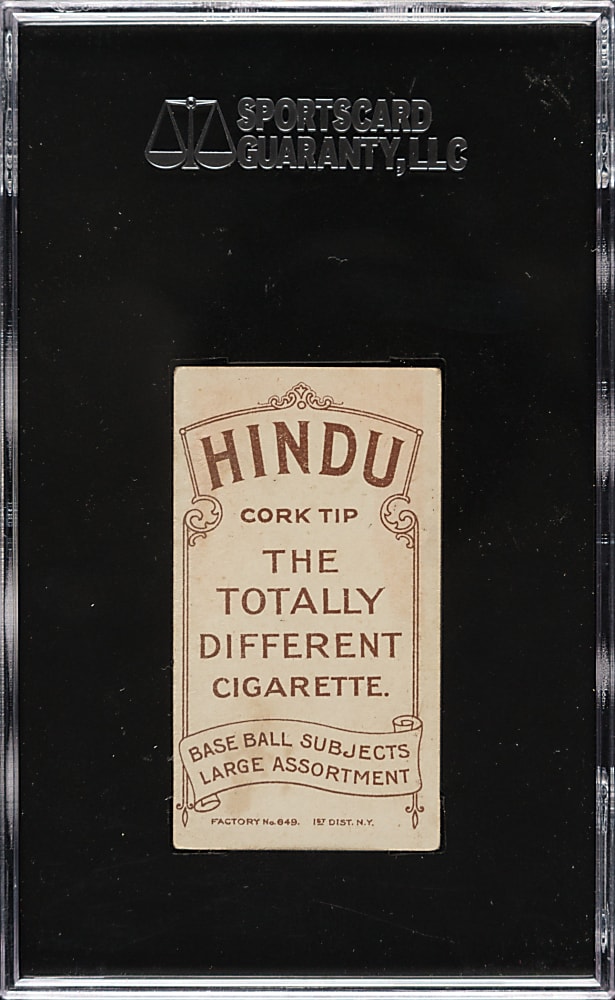 SPORTSCARD
GUARANTY, LLC
HINDU
CORK TIP
THE
TOTALLY
DIFFERENT
CIGARETTE.
BASE BALL SUBJECTS
LARGE ASSORTMENT
FACTORY No. 649. 1ST DIST. N.Y.